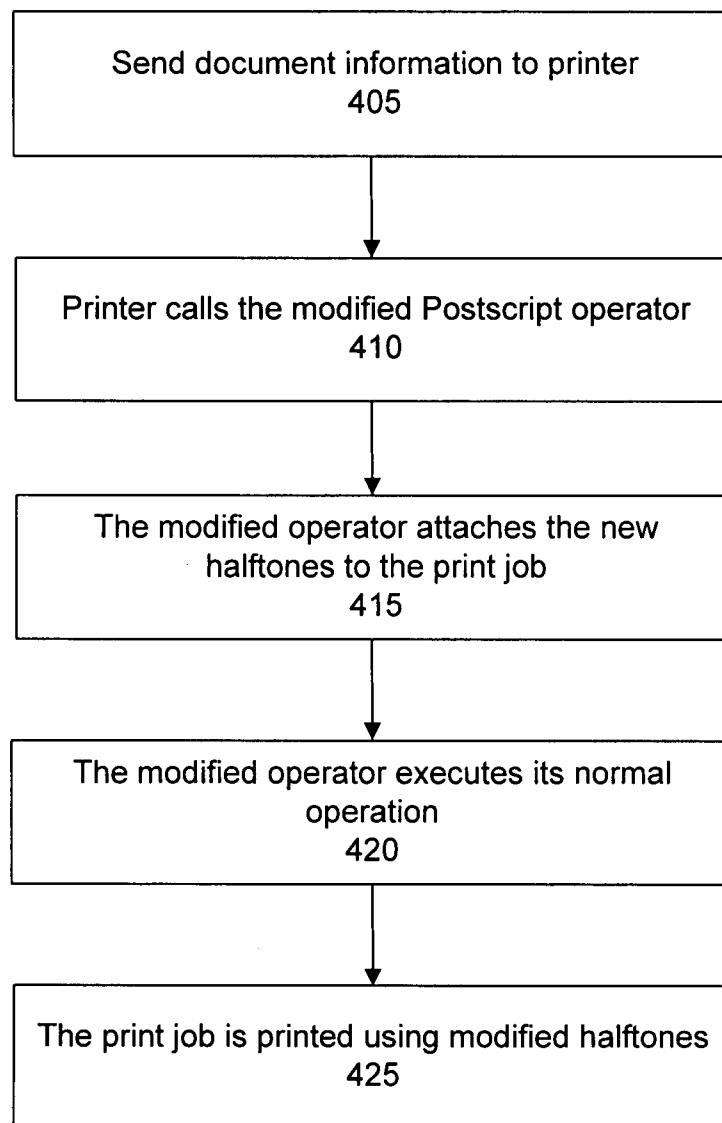 Send document information to printer
405
Printer calls the modified Postscript operator
410
The modified operator attaches the new
halftones to the print job
415
The modified operator executes its normal
operation
420
The print job is printed using modified halftones
425